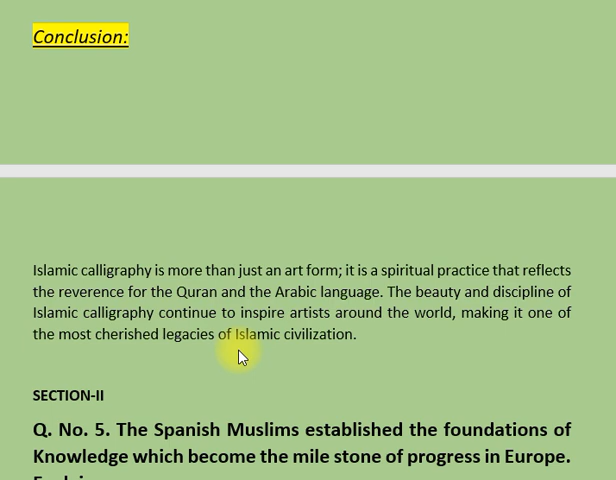 Conclusion:
Islamic calligraphy is more than just an art form; it is a spiritual practice that reflects
the reverence for the Quran and the Arabic language. The beauty and discipline of
Islamic calligraphy continue to inspire artists around the world, making it one of
the most cherished legacies of Islamic civilization.
SECTION-II
Q. No. 5. The Spanish Muslims established the foundations of
Knowledge which become the mile stone of progress in Europe.